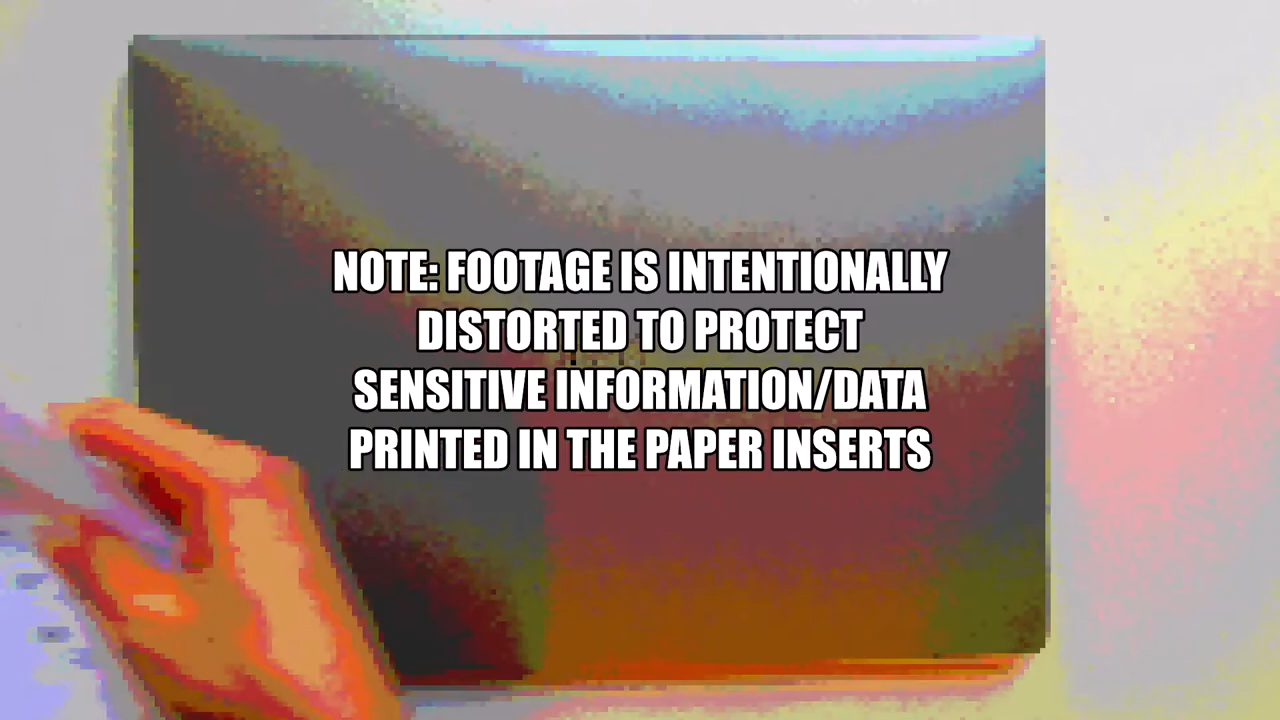 NOTE: FOOTAGE IS INTENTIONALLY
DISTORTED TO PROTECT
SENSITIVE INFORMATION/DATA
PRINTED IN THE PAPER INSERTS